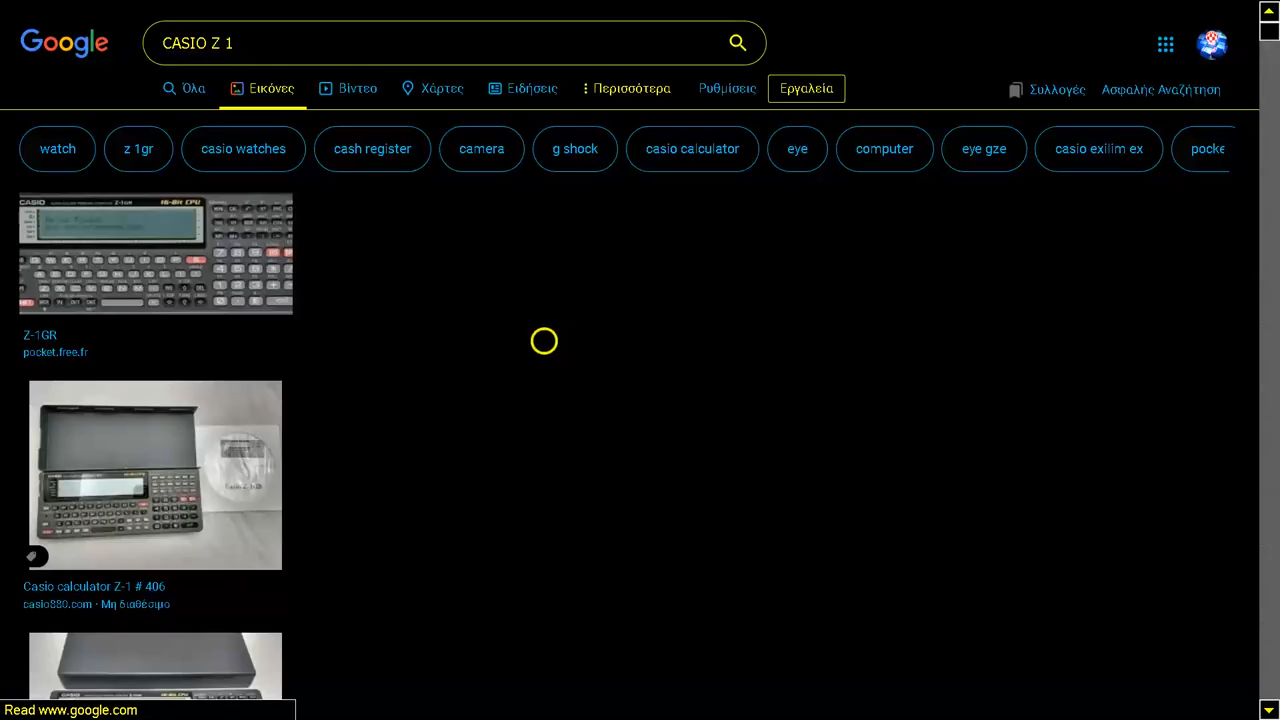 Google
CASIO Z 1
Όλα
Εικόνες
Βίντεο
Χάρτες
Ειδήσεις
Περισσότερα
Ρυθμίσεις
Εργαλεία
Συλλογές
Ασφαλής Αναζήτηση
watch
z 1gr
casio watches
cash register
camera
g shock
casio calculator
eye
computer
eye gze
casio exilim ex
pocke
CASIO
Z-1GR
16-Bit CPU
Z-1GR
pocket.free.fr
Casio calculator Z-1 # 406
casio880.com · Μη διαθέσιμο
Read www.google.com